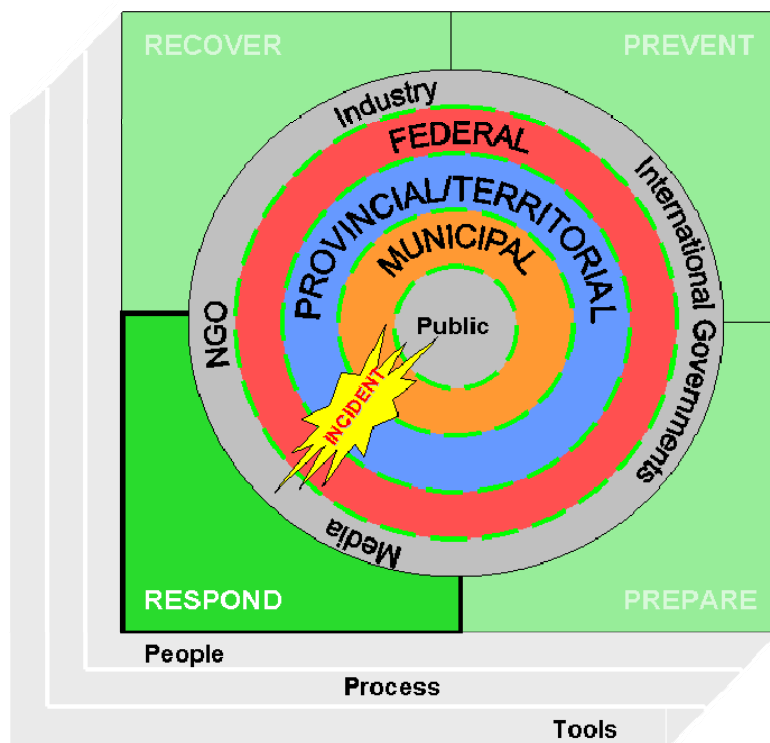 RECOVER
PREVENT
Industry
FEDERAL
International Governments
PROVINCIAL/TERRITORIAL
MUNICIPAL
Public
NGO
INCIDENT
Media
RESPOND
PREPARE
People
Process
Tools